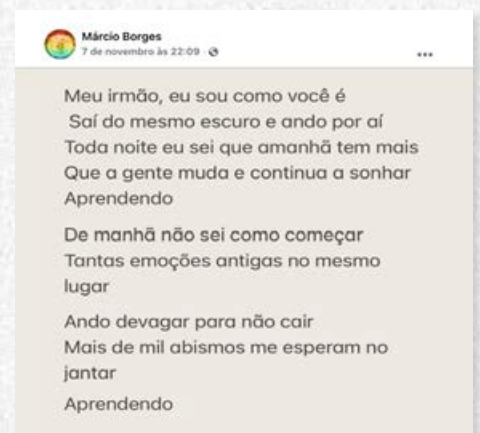 Márcio Borges
7 de novembro às 22:09 ·
Meu irmão, eu sou como você é
Saí do mesmo escuro e ando por aí
Toda noite eu sei que amanhã tem mais
Que a gente muda e continua a sonhar
Aprendendo
De manhã não sei como começar
Tantas emoções antigas no mesmo
lugar
Ando devagar para não cair
Mais de mil abismos me esperam no
jantar
Aprendendo